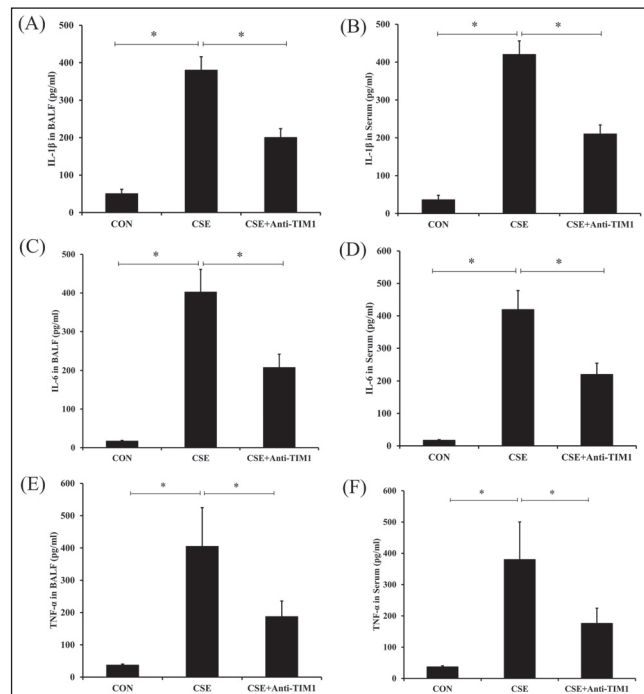 (A)
*
*
IL-1β in BALF (pg/ml)
500
400
300
200
100
0
CON
CSE
CSE+Anti-TIM1
(B)
*
*
IL-1β in Serum (pg/ml)
500
400
300
200
100
0
CON
CSE
CSE+Anti-TIM1
(C)
*
*
IL-6 in BALF (pg/ml)
500
400
300
200
100
0
CON
CSE
CSE+Anti-TIM1
(D)
*
*
IL-6 in Serum (pg/ml)
600
500
400
300
200
100
0
CON
CSE
CSE+Anti-TIM1
(E)
*
*
TNF-α in BALF (pg/ml)
600
500
400
300
200
100
0
CON
CSE
CSE+Anti-TIM1
(F)
*
*
TNF-α in Serum (pg/ml)
600
500
400
300
200
100
0
CON
CSE
CSE+Anti-TIM1